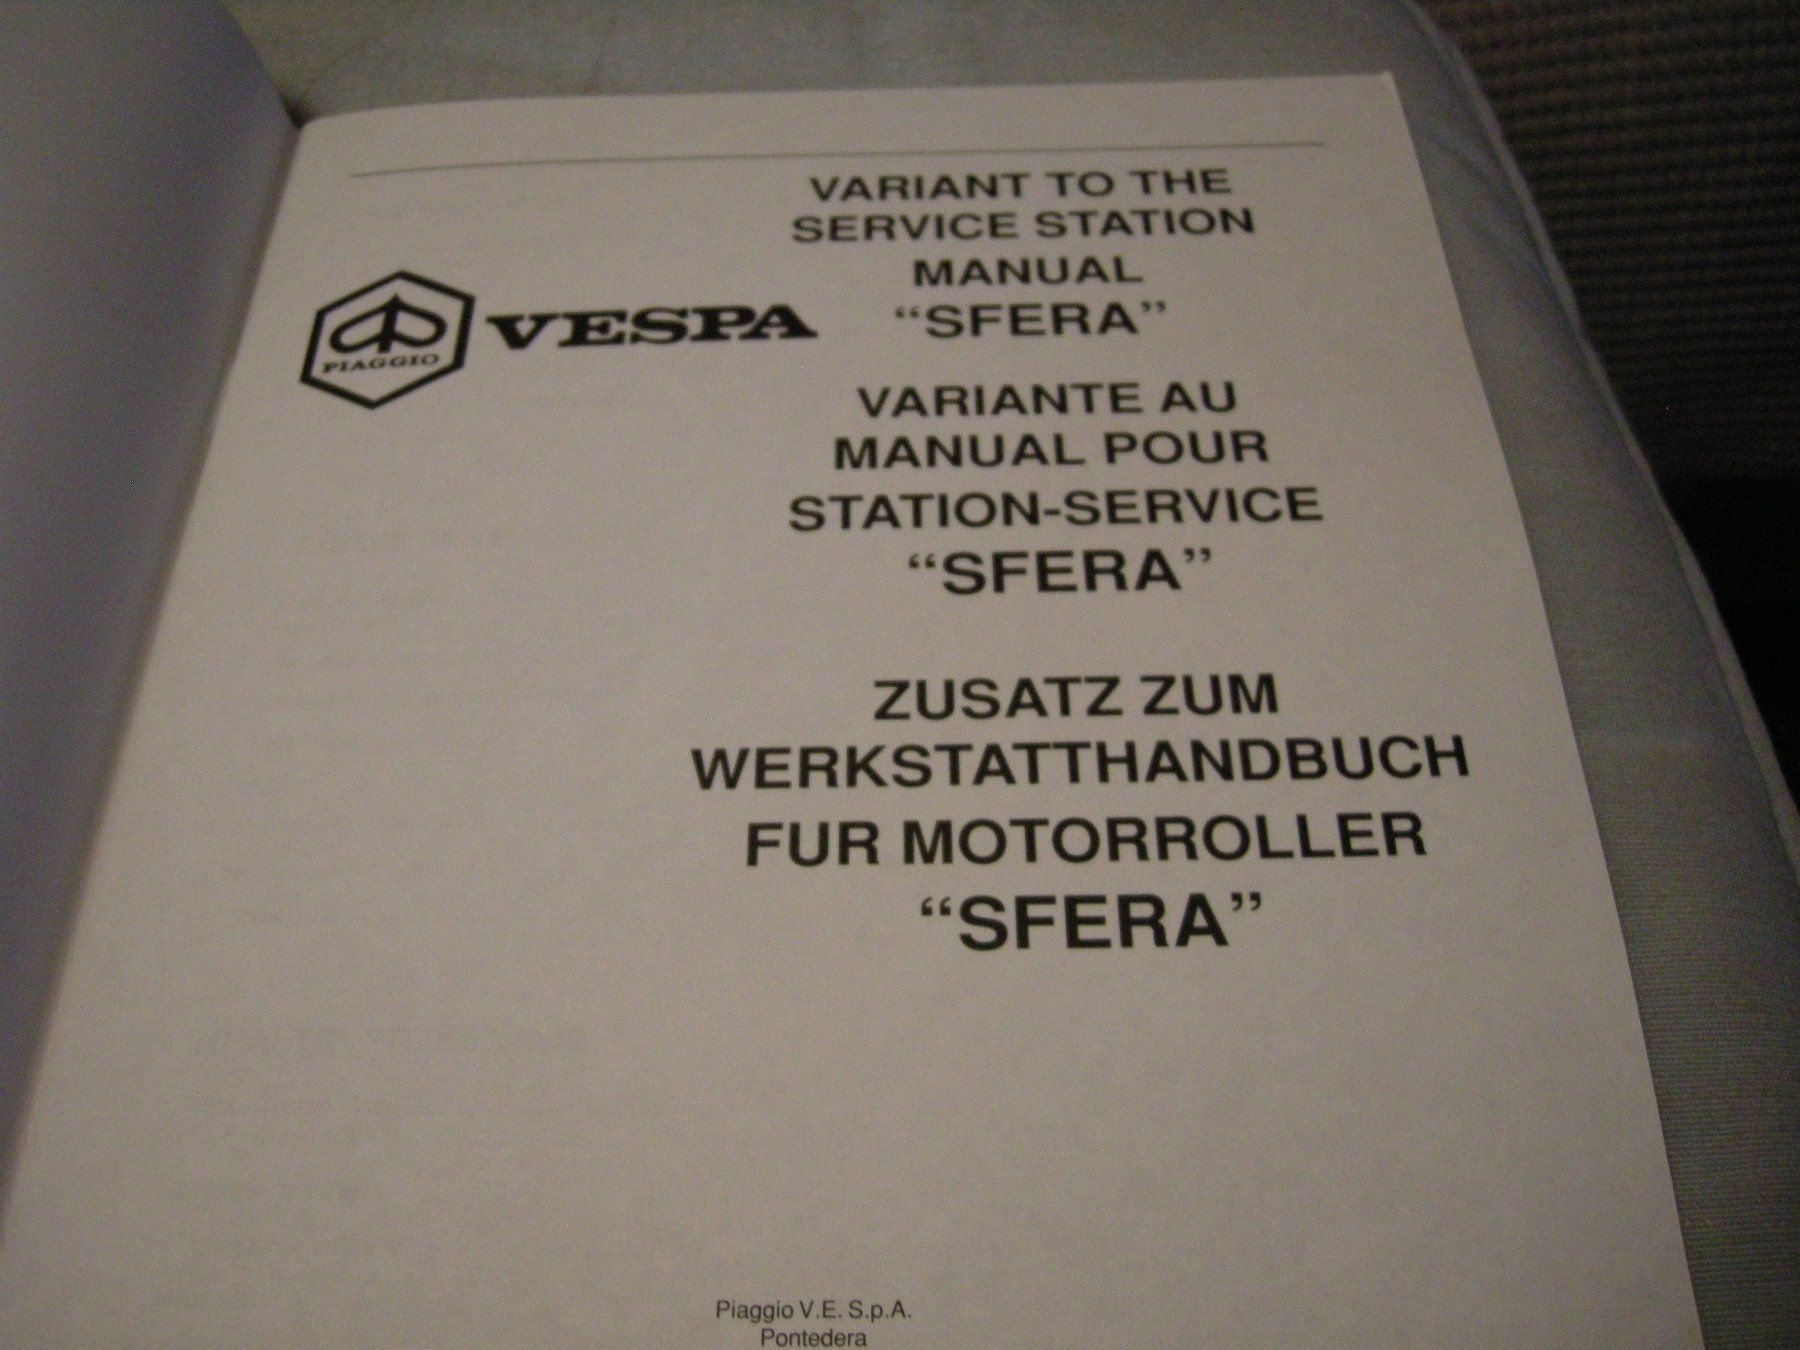 VARIANT TO THE
SERVICE STATION
MANUAL
“SFERA”
PIAGGIO
VESPA
VARIANTE AU
MANUAL POUR
STATION-SERVICE
“SFERA”
ZUSATZ ZUM
WERKSTATTHANDBUCH
FUR MOTORROLLER
“SFERA”
Piaggio V.E. S.p.A.
Pontedera